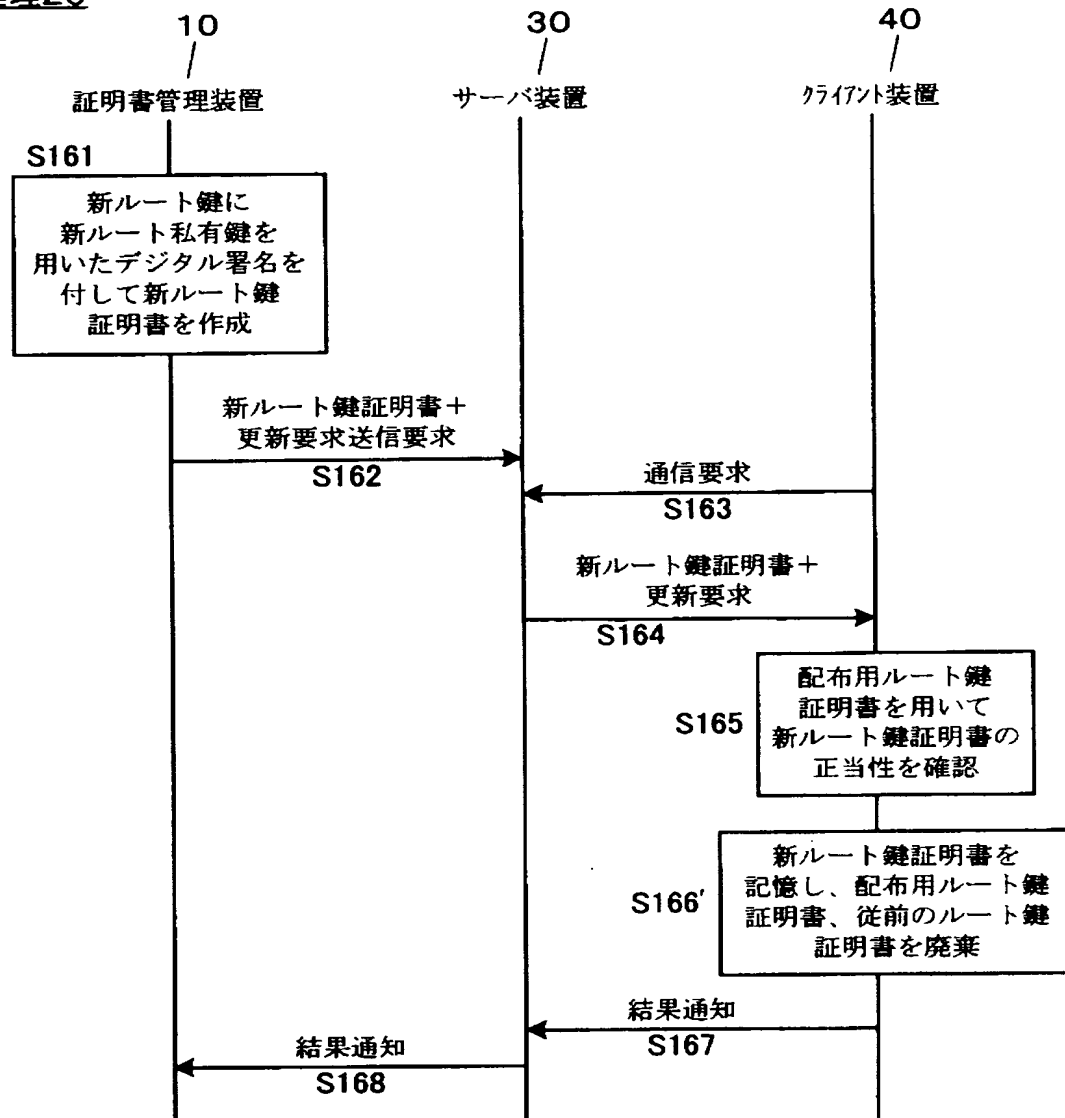 10
30
40
証明書管理装置
サーバ装置
クライアント装置
S161
新ルート鍵に
新ルート私有鍵を
用いたデジタル署名を
付して新ルート鍵
証明書を作成
新ルート鍵証明書＋
更新要求送信要求
S162
通信要求
S163
新ルート鍵証明書＋
更新要求
S164
S165
配布用ルート鍵
証明書を用いて
新ルート鍵証明書の
正当性を確認
S166'
新ルート鍵証明書を
記憶し、配布用ルート鍵
証明書、従前のルート鍵
証明書を廃棄
結果通知
S167
結果通知
S168